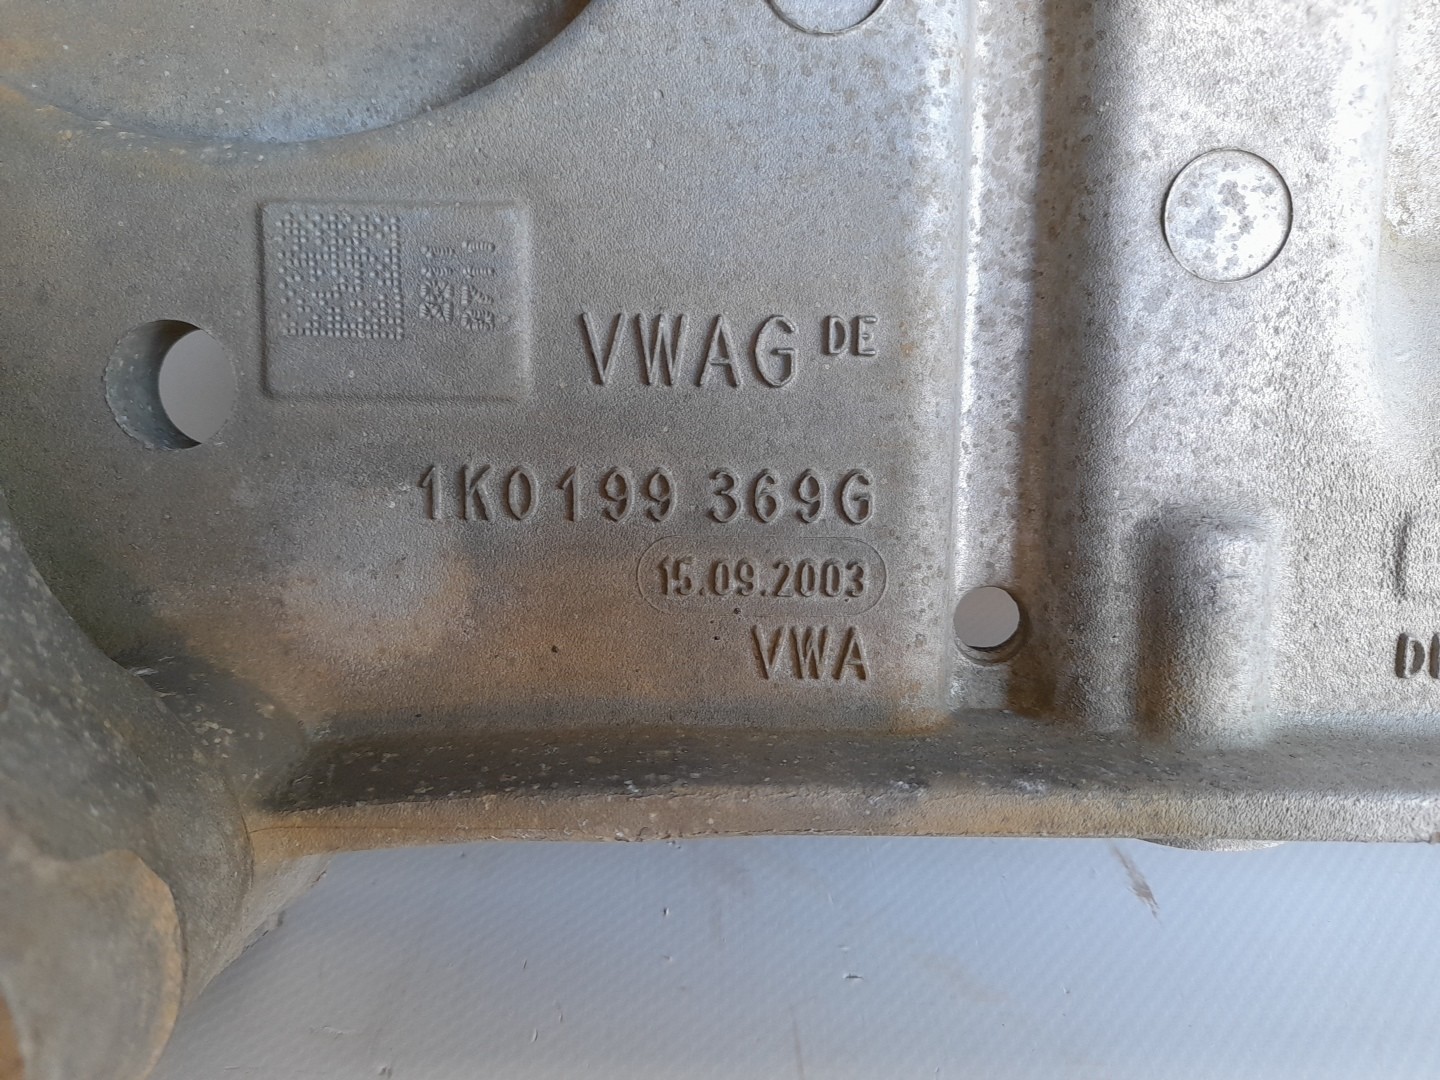 VWAG DE
1K0 199 369G
15.09.2003
VWA